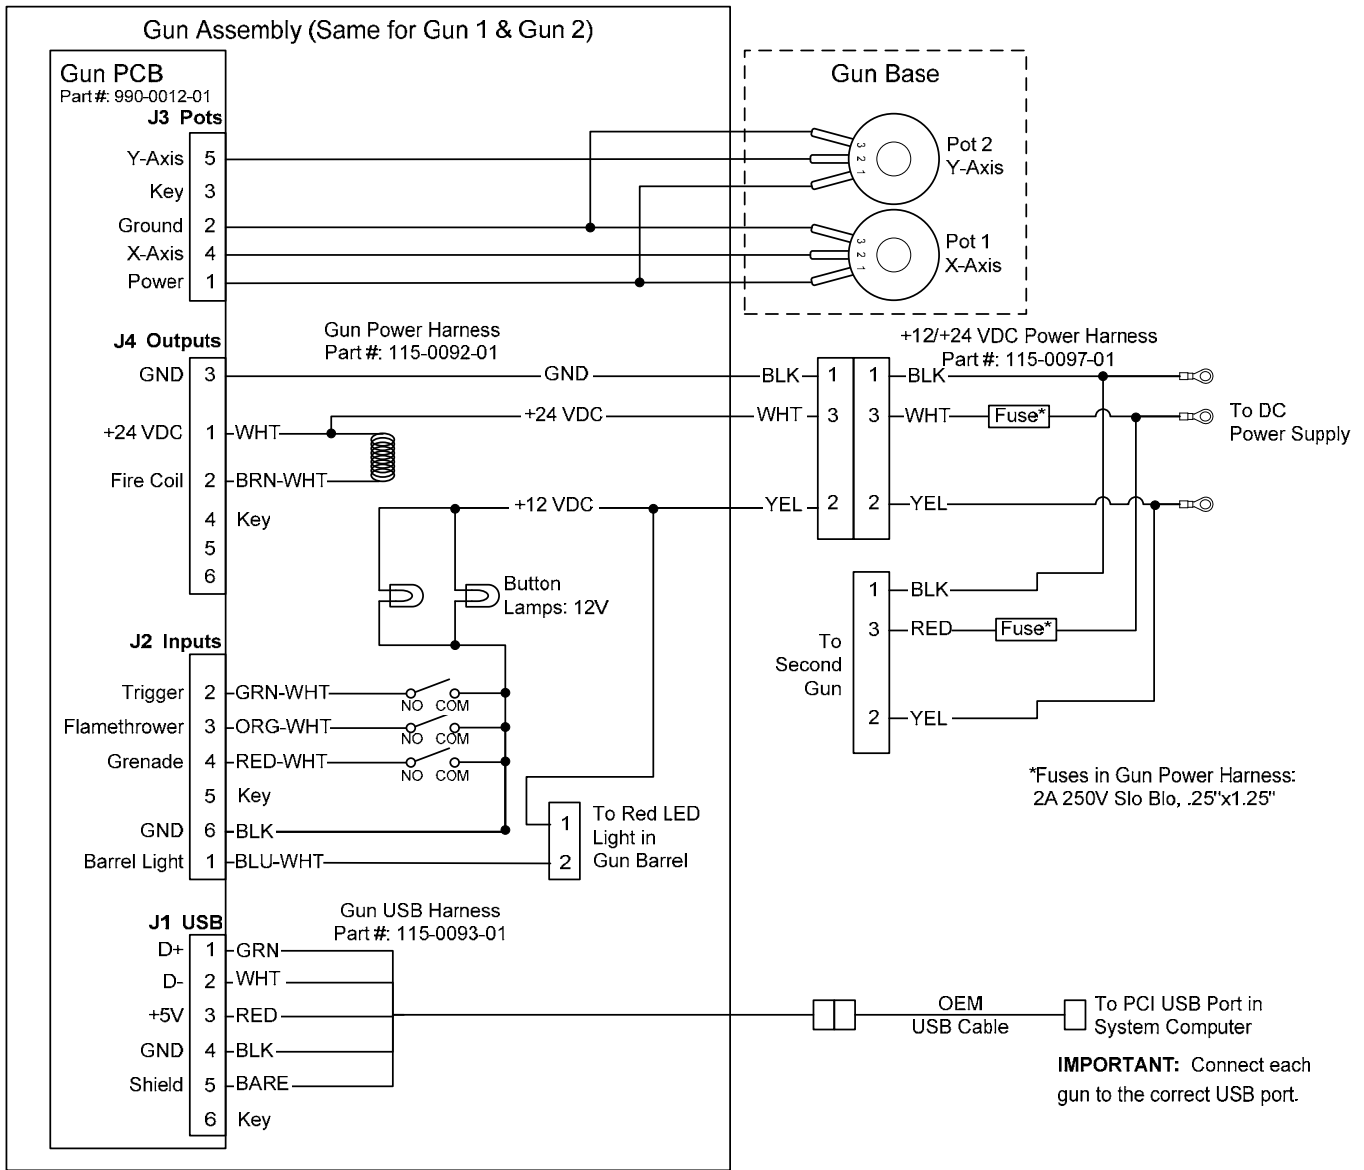 Gun Assembly (Same for Gun 1 & Gun 2)
Gun PCB
Part#: 990-0012-01
J3 Pots
Y-Axis 5
Key 3
Ground 2
X-Axis 4
Power 1
Gun Base
3
2
1
Pot 2
Y-Axis
3
2
1
Pot 1
X-Axis
J4 Outputs
Gun Power Harness
Part #: 115-0092-01
GND 3 GND BLK 1
+24 VDC WHT 3
+24 VDC 1 WHT
Fire Coil 2 BRN-WHT
4 Key
5
6
+12 VDC YEL 2
Button
Lamps: 12V
+12/+24 VDC Power Harness
Part #: 115-0097-01
1 BLK
3 WHT Fuse*
2 YEL
To DC
Power Supply
To
Second
Gun
1 BLK
3 RED Fuse*
2 YEL
*Fuses in Gun Power Harness:
2A 250V Slo Blo, .25"x1.25"
J2 Inputs
Trigger 2 GRN-WHT NO COM
Flamethrower 3 ORG-WHT NO COM
Grenade 4 RED-WHT NO COM
5 Key
GND 6 BLK
Barrel Light 1 BLU-WHT
1
2
To Red LED
Light in
Gun Barrel
J1 USB
Gun USB Harness
Part #: 115-0093-01
D+ 1 GRN
D- 2 WHT
+5V 3 RED
GND 4 BLK
Shield 5 BARE
6 Key
OEM
USB Cable
To PCI USB Port in
System Computer
IMPORTANT: Connect each
gun to the correct USB port.